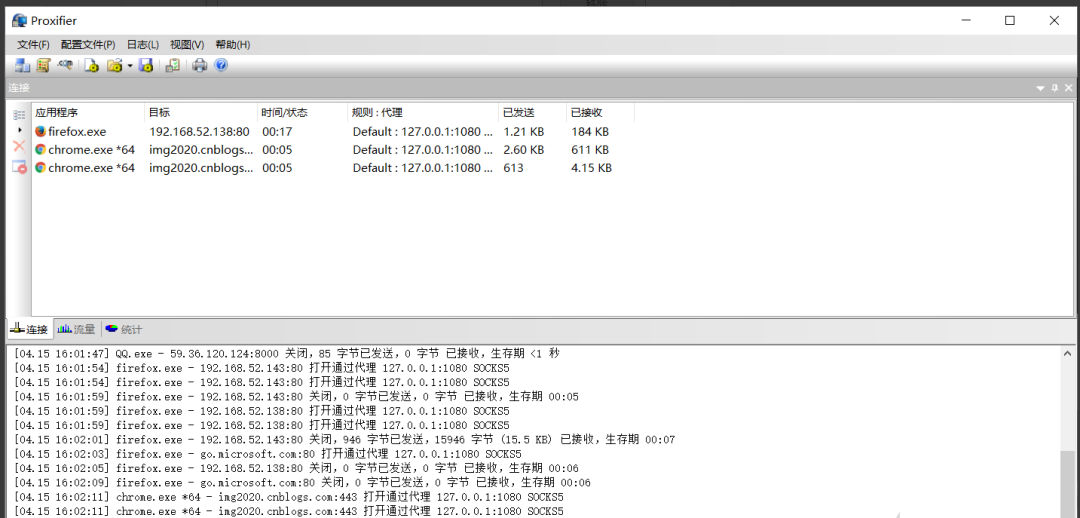 Proxifier
文件(F) 配置文件(P) 日志(L) 视图(V) 帮助(H)
连接
应用程序 目标 时间/状态 规则 : 代理 已发送 已接收
firefox.exe 192.168.52.138:80 00:17 Default : 127.0.0.1:1080 ... 1.21 KB 184 KB
chrome.exe *64 img2020.cnblogs... 00:05 Default : 127.0.0.1:1080 ... 2.60 KB 611 KB
chrome.exe *64 img2020.cnblogs... 00:05 Default : 127.0.0.1:1080 ... 613 4.15 KB
连接 流量 统计
[04.15 16:01:47] QQ.exe - 59.36.120.124:8000 关闭，85 字节已发送，0 字节 已接收，生存期 <1 秒
[04.15 16:01:54] firefox.exe - 192.168.52.143:80 打开通过代理 127.0.0.1:1080 SOCKS5
[04.15 16:01:54] firefox.exe - 192.168.52.143:80 打开通过代理 127.0.0.1:1080 SOCKS5
[04.15 16:01:59] firefox.exe - 192.168.52.143:80 关闭，0 字节已发送，0 字节 已接收，生存期 00:05
[04.15 16:01:59] firefox.exe - 192.168.52.138:80 打开通过代理 127.0.0.1:1080 SOCKS5
[04.15 16:01:59] firefox.exe - 192.168.52.138:80 打开通过代理 127.0.0.1:1080 SOCKS5
[04.15 16:02:01] firefox.exe - 192.168.52.143:80 关闭，946 字节已发送，15946 字节 (15.5 KB) 已接收，生存期 00:07
[04.15 16:02:03] firefox.exe - go.microsoft.com:80 打开通过代理 127.0.0.1:1080 SOCKS5
[04.15 16:02:05] firefox.exe - 192.168.52.138:80 关闭，0 字节已发送，0 字节 已接收，生存期 00:06
[04.15 16:02:09] firefox.exe - go.microsoft.com:80 关闭，0 字节已发送，0 字节 已接收，生存期 00:06
[04.15 16:02:11] chrome.exe *64 - img2020.cnblogs.com:443 打开通过代理 127.0.0.1:1080 SOCKS5
[04.15 16:02:11] chrome.exe *64 - img2020.cnblogs.com:443 打开通过代理 127.0.0.1:1080 SOCKS5